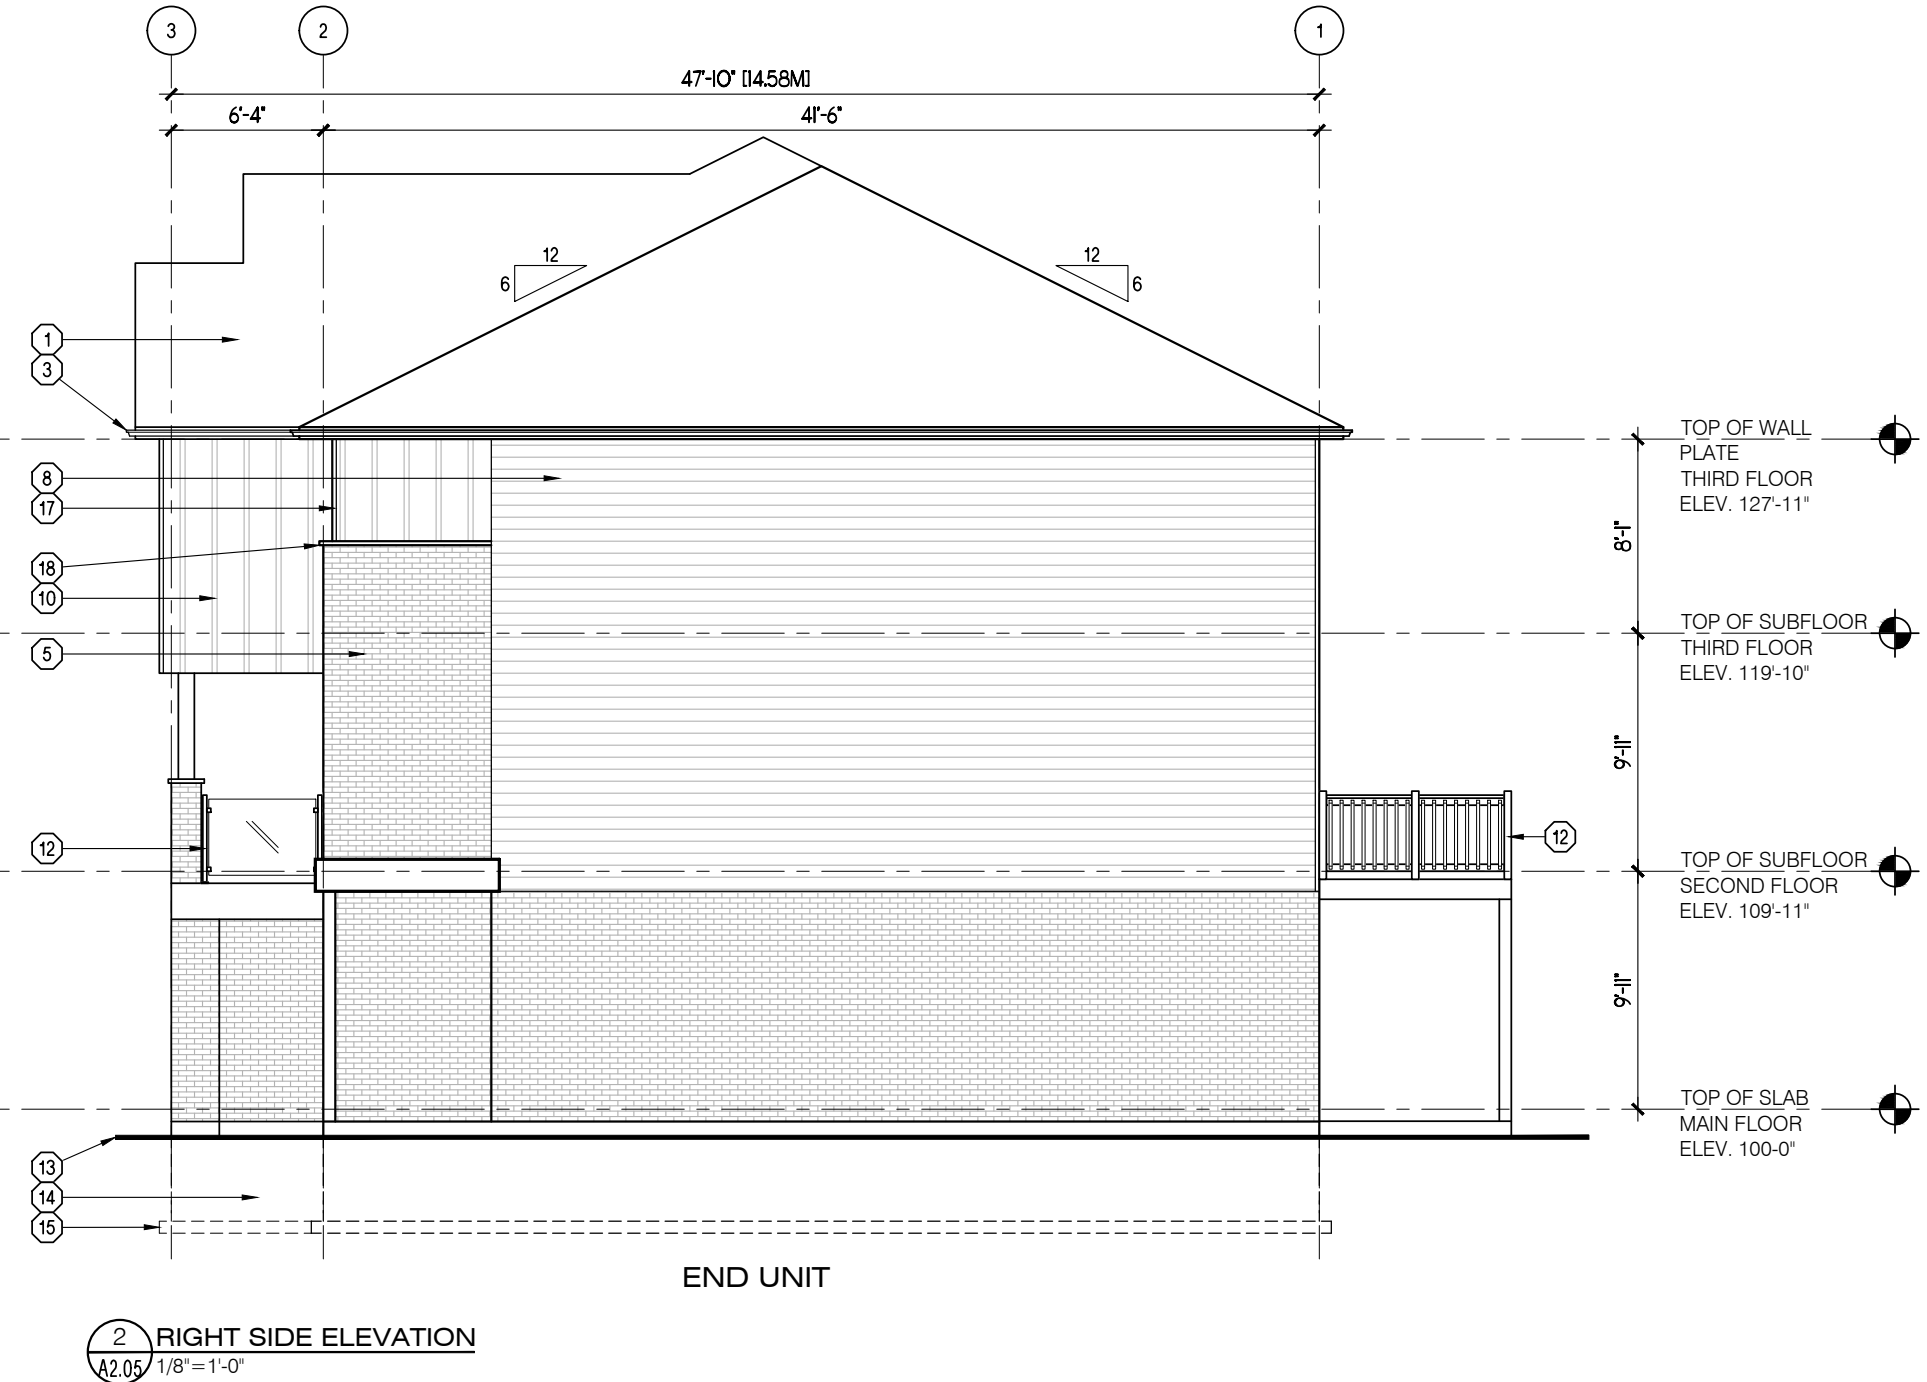 3
2
1
47'-10" [14.58M]
6'-4"
41'-6"
12
6
12
6
1
3
8
17
18
10
5
12
12
13
14
15
TOP OF WALL
PLATE
THIRD FLOOR
ELEV. 127'-11"
8'-1"
TOP OF SUBFLOOR
THIRD FLOOR
ELEV. 119'-10"
9'-11"
TOP OF SUBFLOOR
SECOND FLOOR
ELEV. 109'-11"
9'-11"
TOP OF SLAB
MAIN FLOOR
ELEV. 100-0"
END UNIT
2
A2.05
RIGHT SIDE ELEVATION
1/8"=1'-0"